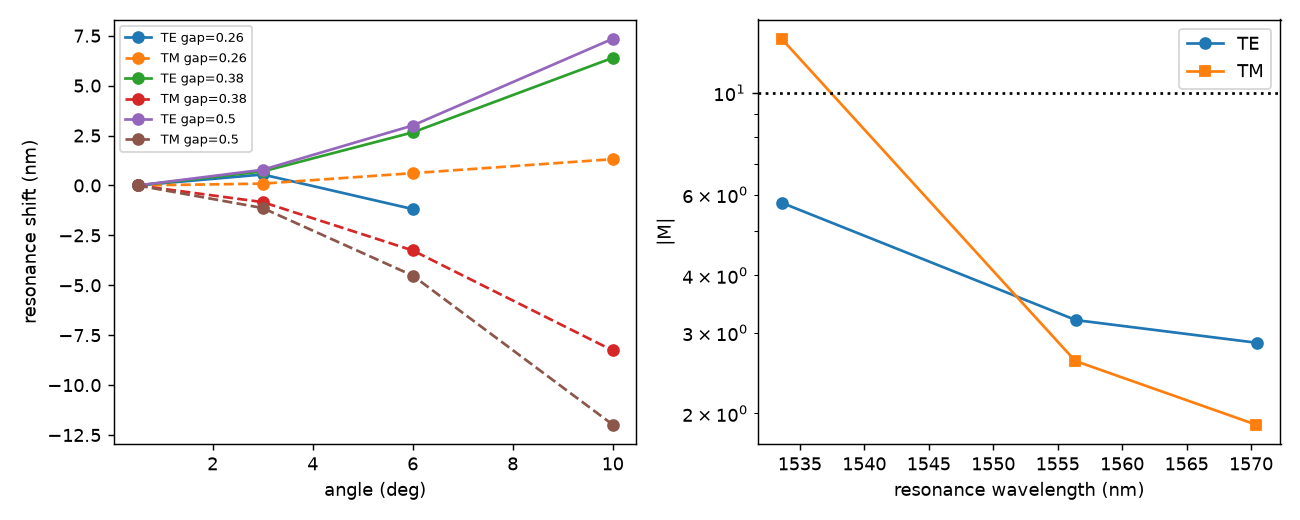 7.5
5.0
2.5
0.0
−2.5
−5.0
−7.5
−10.0
−12.5
resonance shift (nm)
TE gap=0.26
TM gap=0.26
TE gap=0.38
TM gap=0.38
TE gap=0.5
TM gap=0.5
2 4 6 8 10
angle (deg)
10¹
6 × 10⁰
4 × 10⁰
3 × 10⁰
2 × 10⁰
|M|
TE
TM
1535 1540 1545 1550 1555 1560 1565 1570
resonance wavelength (nm)